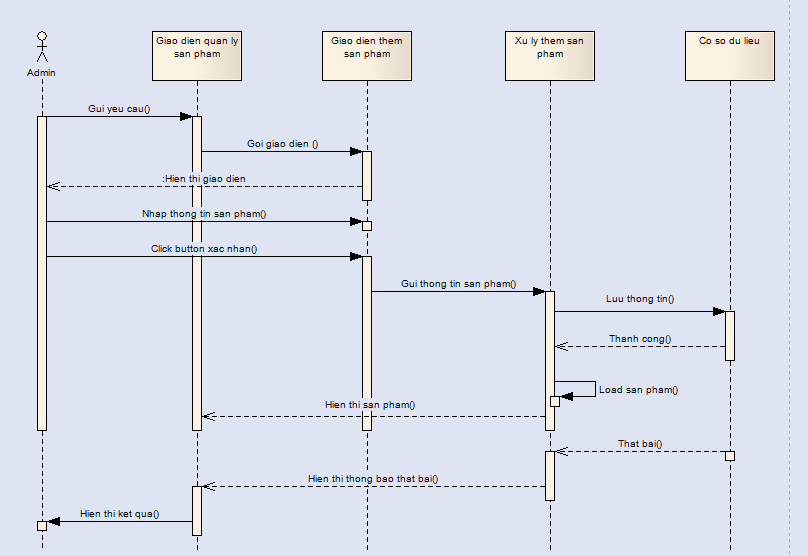 Giao dien quan ly
san pham
Giao dien them
san pham
Xu ly them san
pham
Co so du lieu
Admin
Gui yeu cau()
Goi giao dien ()
:Hien thi giao dien
Nhap thong tin san pham()
Click button xac nhan()
Gui thong tin san pham()
Luu thong tin()
Thanh cong()
Load san pham()
Hien thi san pham()
That bai()
Hien thi thong bao that bai()
Hien thi ket qua()